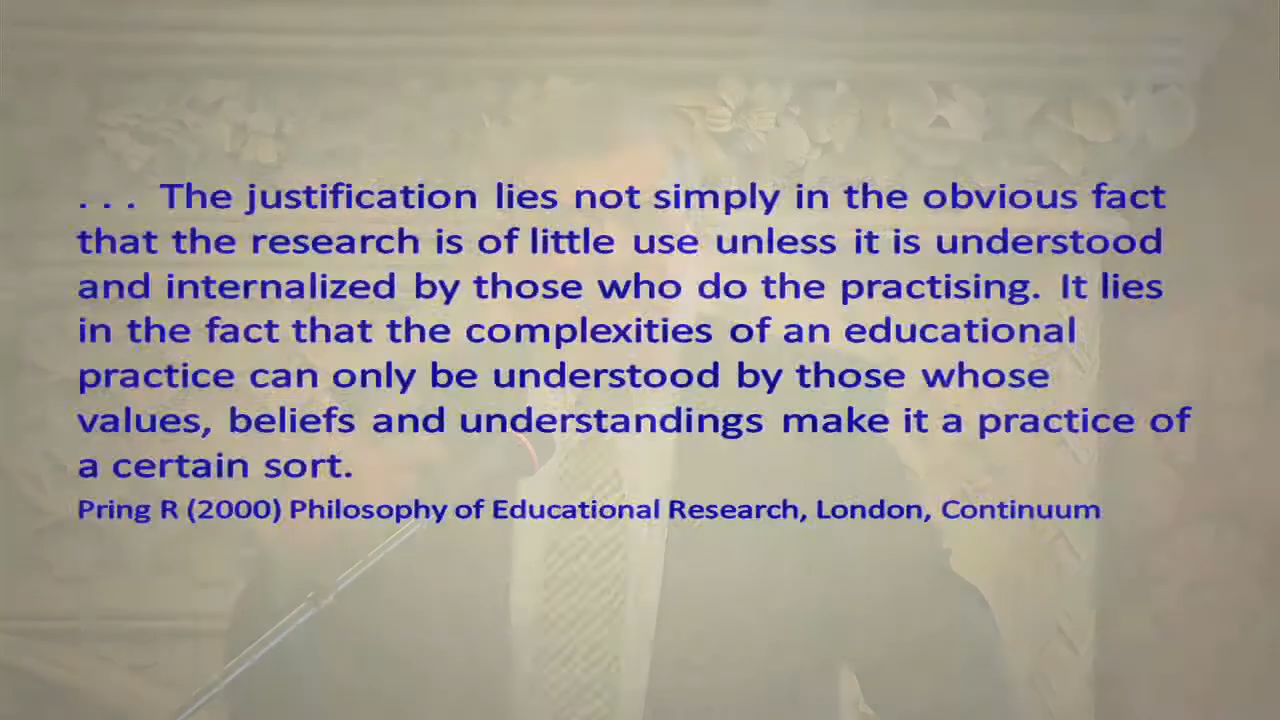 . . . The justification lies not simply in the obvious fact
that the research is of little use unless it is understood
and internalized by those who do the practising. It lies
in the fact that the complexities of an educational
practice can only be understood by those whose
values, beliefs and understandings make it a practice of
a certain sort.
Pring R (2000) Philosophy of Educational Research, London, Continuum